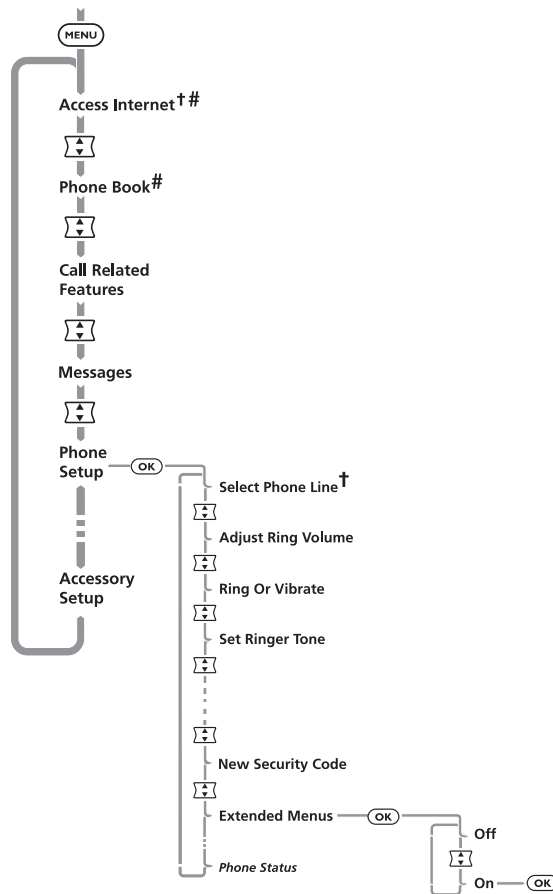 MENU
Access Internet†#
Phone Book#
Call Related
Features
Messages
Phone
Setup
OK
Select Phone Line†
Adjust Ring Volume
Ring Or Vibrate
Set Ringer Tone
Accessory
Setup
New Security Code
Extended Menus
OK
Off
On
OK
Phone Status